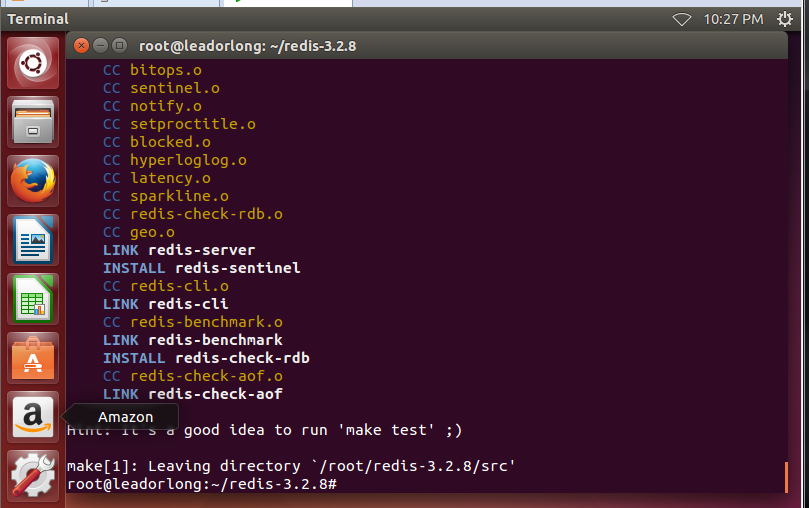 Terminal
10:27 PM
root@leadorlong: ~/redis-3.2.8
CC bitops.o
CC sentinel.o
CC notify.o
CC setproctitle.o
CC blocked.o
CC hyperloglog.o
CC latency.o
CC sparkline.o
CC redis-check-rdb.o
CC geo.o
LINK redis-server
INSTALL redis-sentinel
CC redis-cli.o
LINK redis-cli
CC redis-benchmark.o
LINK redis-benchmark
INSTALL redis-check-rdb
CC redis-check-aof.o
LINK redis-check-aof
Amazon
Hint: It's a good idea to run 'make test' ;)
make[1]: Leaving directory `/root/redis-3.2.8/src'
root@leadorlong:~/redis-3.2.8#